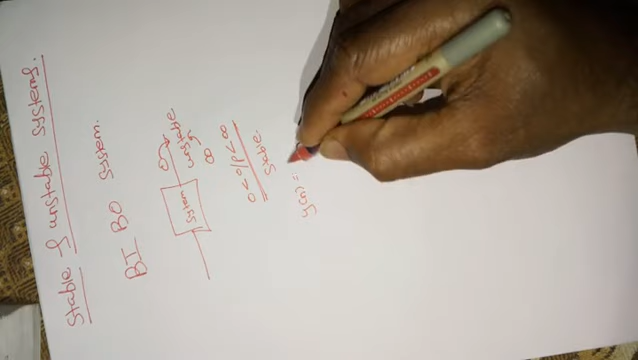 Stable & unstable systems.
BI BO system.
System
o/p
unstable
∞
0 < o/p < ∞
Stable.
y(n) =